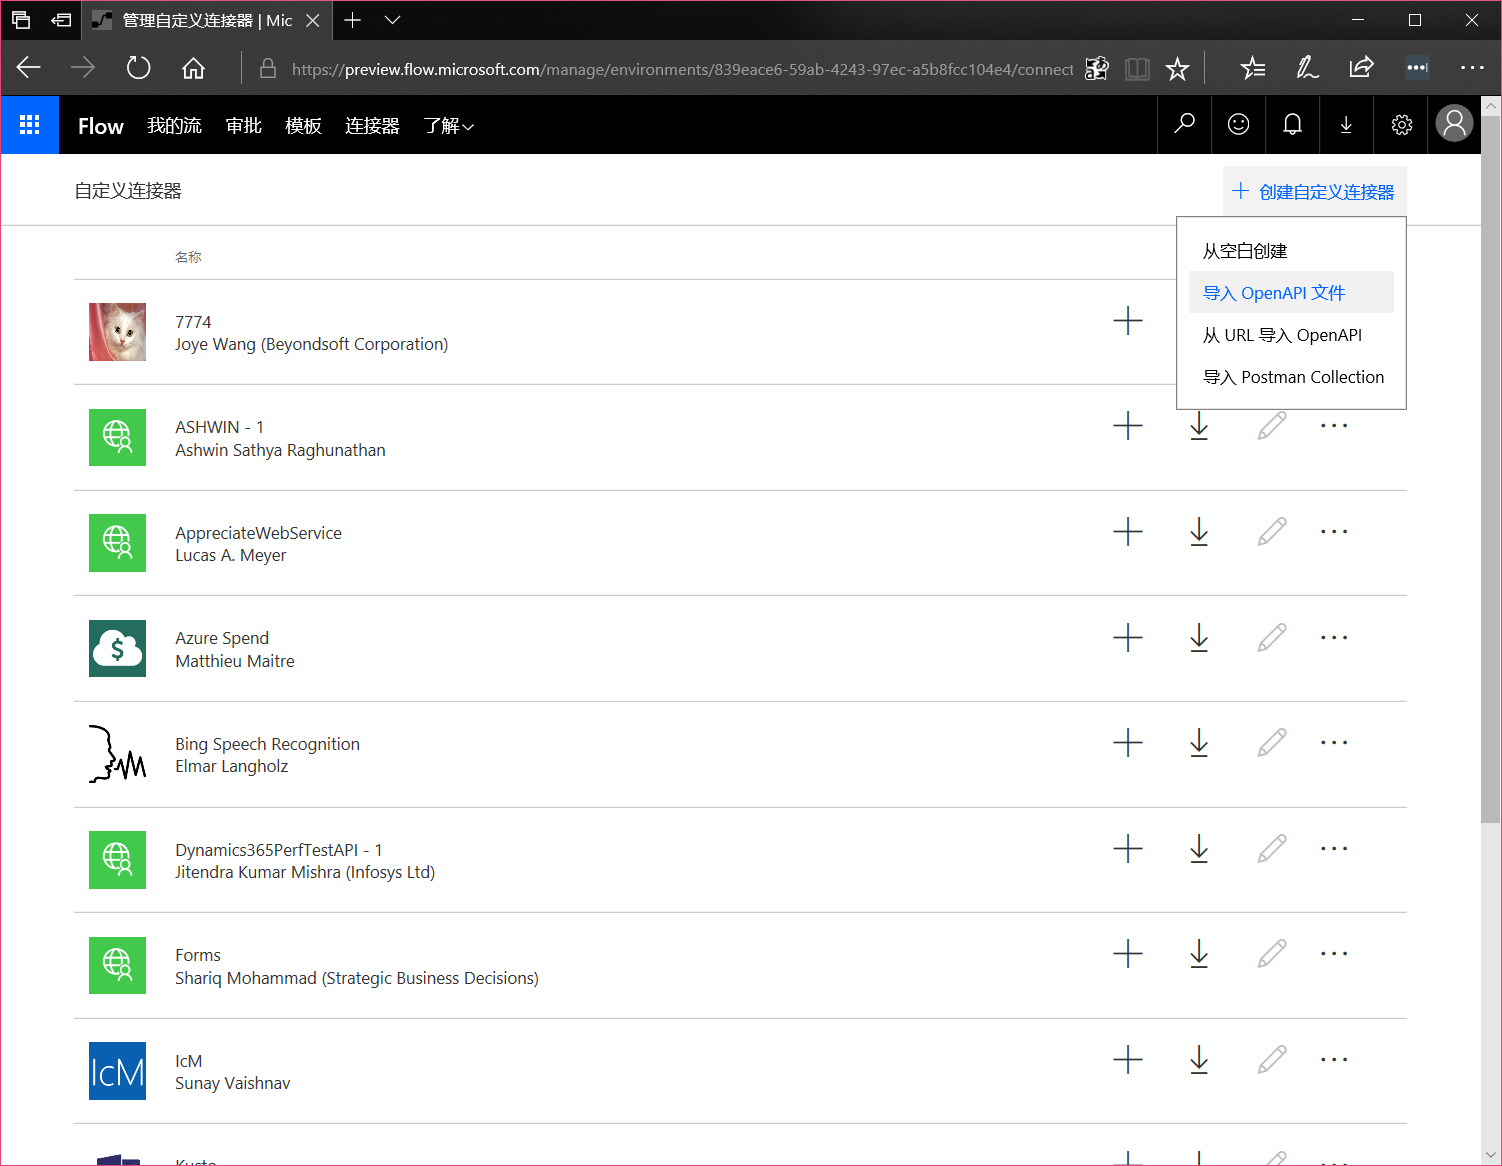 管理自定义连接器 | Mic
https://preview.flow.microsoft.com/manage/environments/839eace6-59ab-4243-97ec-a5b8fcc104e4/connect
Flow 我的流 审批 模板 连接器 了解
自定义连接器
创建自定义连接器
从空白创建
导入 OpenAPI 文件
从 URL 导入 OpenAPI
导入 Postman Collection
名称
7774
Joye Wang (Beyondsoft Corporation)
ASHWIN - 1
Ashwin Sathya Raghunathan
AppreciateWebService
Lucas A. Meyer
$
Azure Spend
Matthieu Maitre
Bing Speech Recognition
Elmar Langholz
Dynamics365PerfTestAPI - 1
Jitendra Kumar Mishra (Infosys Ltd)
Forms
Shariq Mohammad (Strategic Business Decisions)
IcM
IcM
Sunay Vaishnav
Kusto